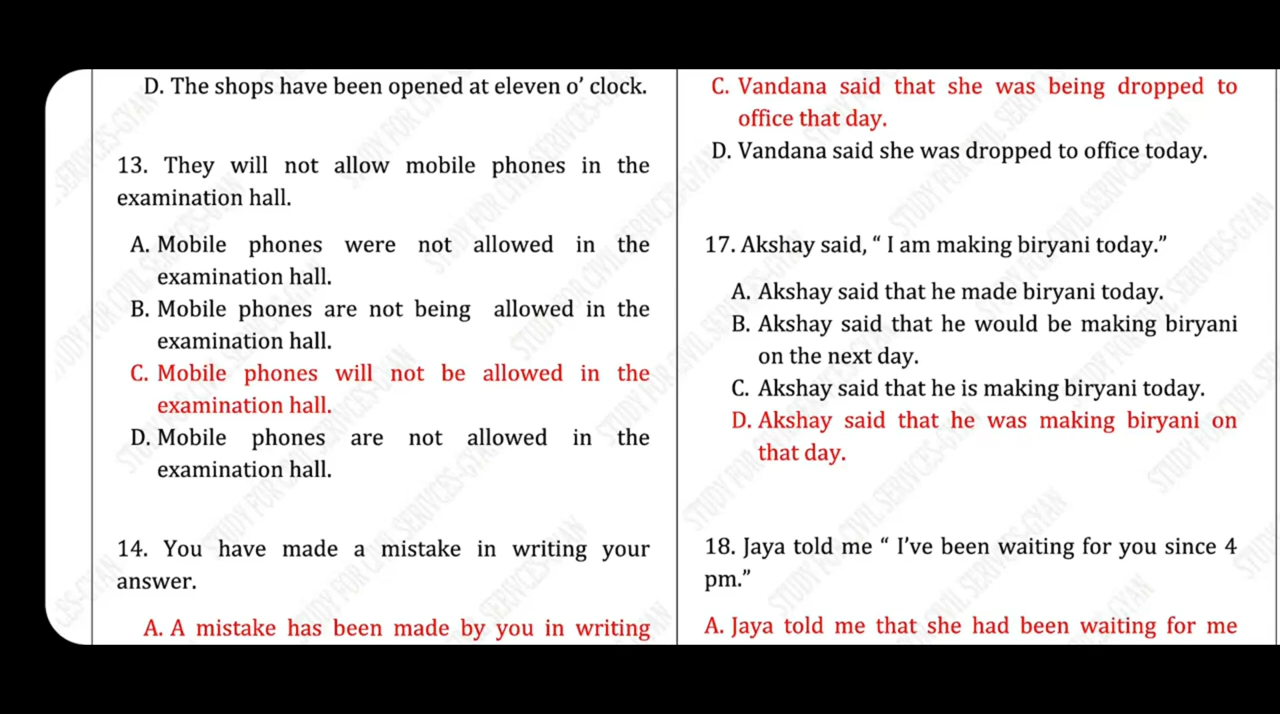 D. The shops have been opened at eleven o' clock.
13. They will not allow mobile phones in the
examination hall.
A. Mobile phones were not allowed in the
examination hall.
B. Mobile phones are not being allowed in the
examination hall.
C. Mobile phones will not be allowed in the
examination hall.
D. Mobile phones are not allowed in the
examination hall.
14. You have made a mistake in writing your
answer.
A. A mistake has been made by you in writing
C. Vandana said that she was being dropped to
office that day.
D. Vandana said she was dropped to office today.
17. Akshay said, “ I am making biryani today.”
A. Akshay said that he made biryani today.
B. Akshay said that he would be making biryani
on the next day.
C. Akshay said that he is making biryani today.
D. Akshay said that he was making biryani on
that day.
18. Jaya told me “ I’ve been waiting for you since 4
pm.”
A. Jaya told me that she had been waiting for me